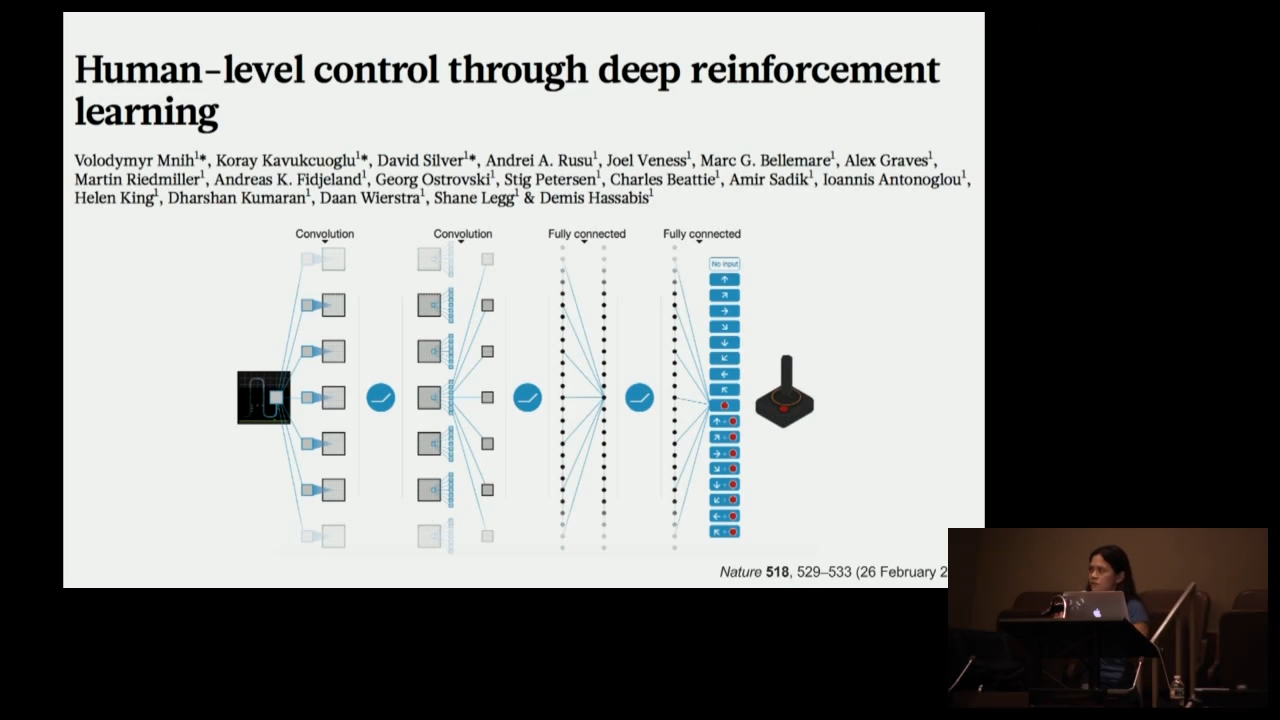 Human-level control through deep reinforcement
learning
Volodymyr Mnih1*, Koray Kavukcuoglu1*, David Silver1*, Andrei A. Rusu1, Joel Veness1, Marc G. Bellemare1, Alex Graves1,
Martin Riedmiller1, Andreas K. Fidjeland1, Georg Ostrovski1, Stig Petersen1, Charles Beattie1, Amir Sadik1, Ioannis Antonoglou1,
Helen King1, Dharshan Kumaran1, Daan Wierstra1, Shane Legg1 & Demis Hassabis1
Convolution Convolution Fully connected Fully connected
No input
Nature 518, 529–533 (26 February 2